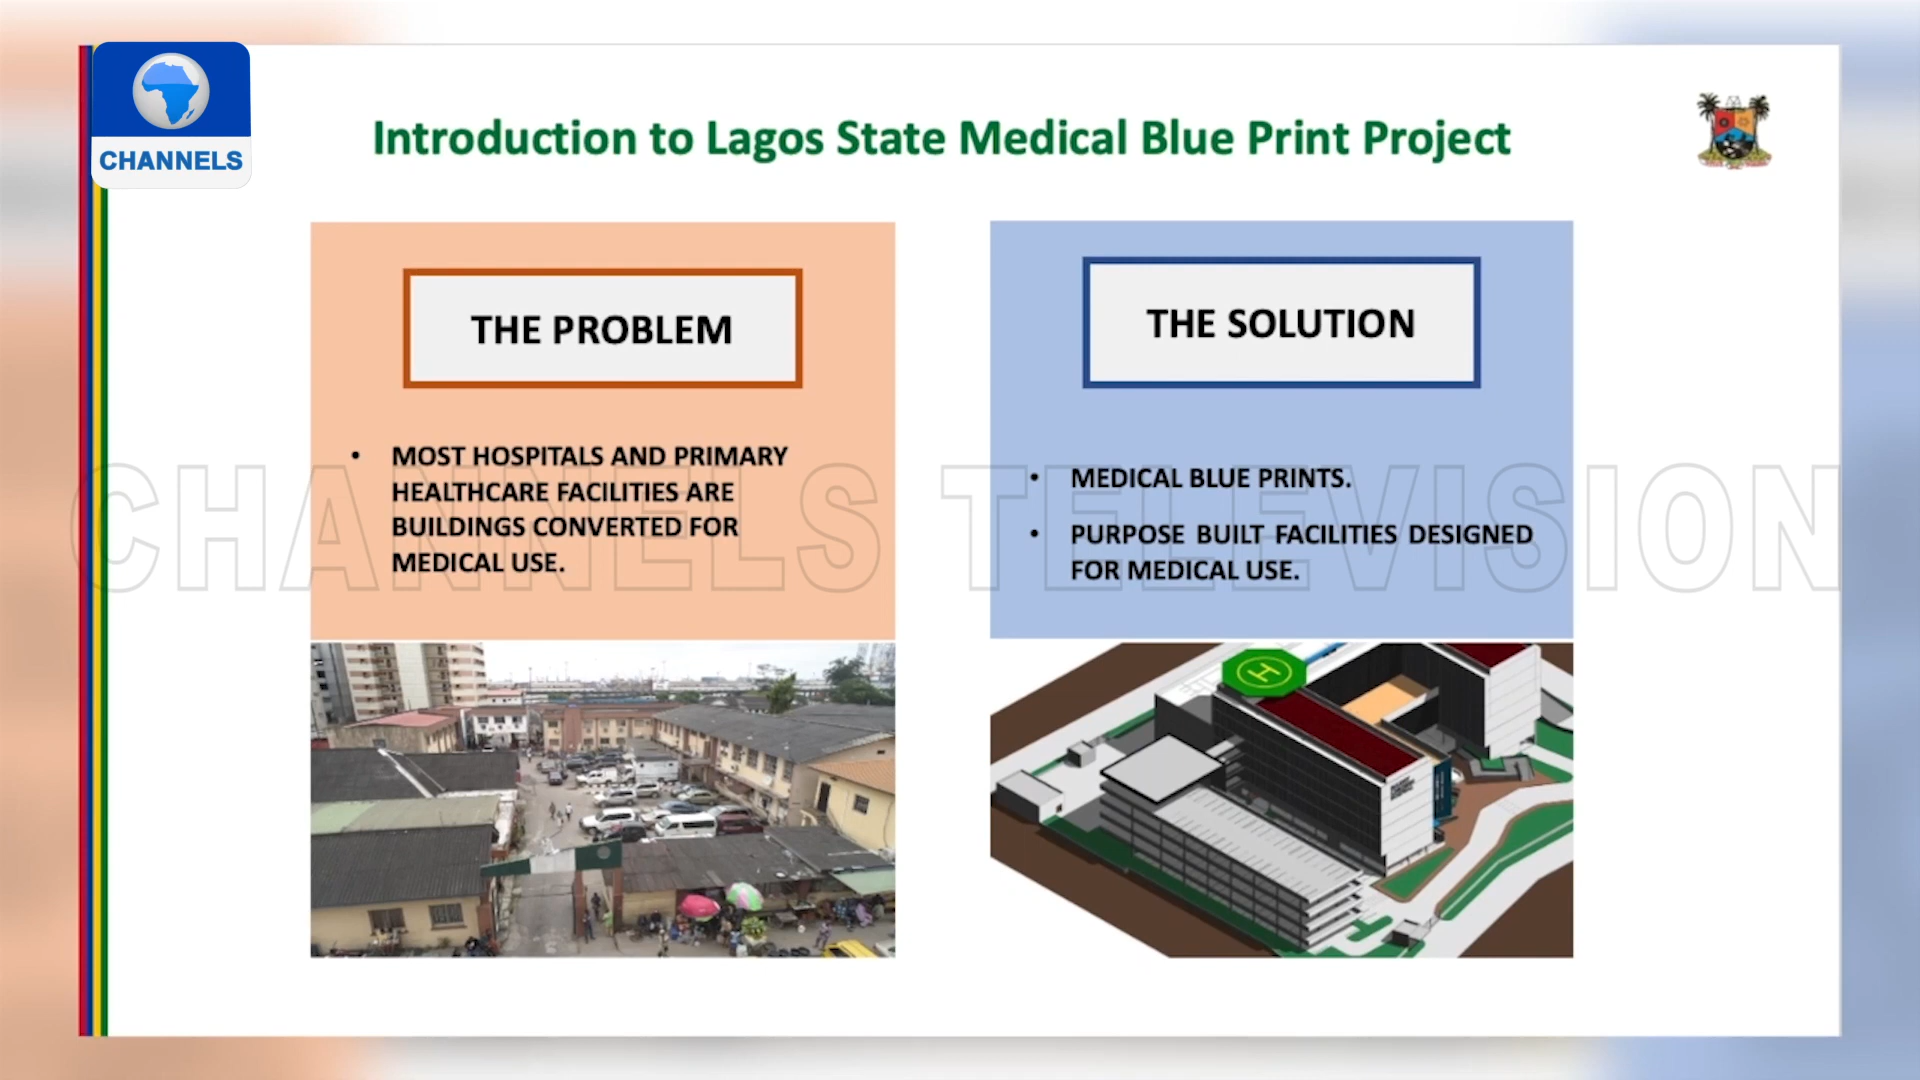 CHANNELS
Introduction to Lagos State Medical Blue Print Project
THE PROBLEM
• MOST HOSPITALS AND PRIMARY
HEALTHCARE FACILITIES ARE
BUILDINGS CONVERTED FOR
MEDICAL USE.
THE SOLUTION
• MEDICAL BLUE PRINTS.
• PURPOSE BUILT FACILITIES DESIGNED
FOR MEDICAL USE.
CHANNELS TELEVISION
H